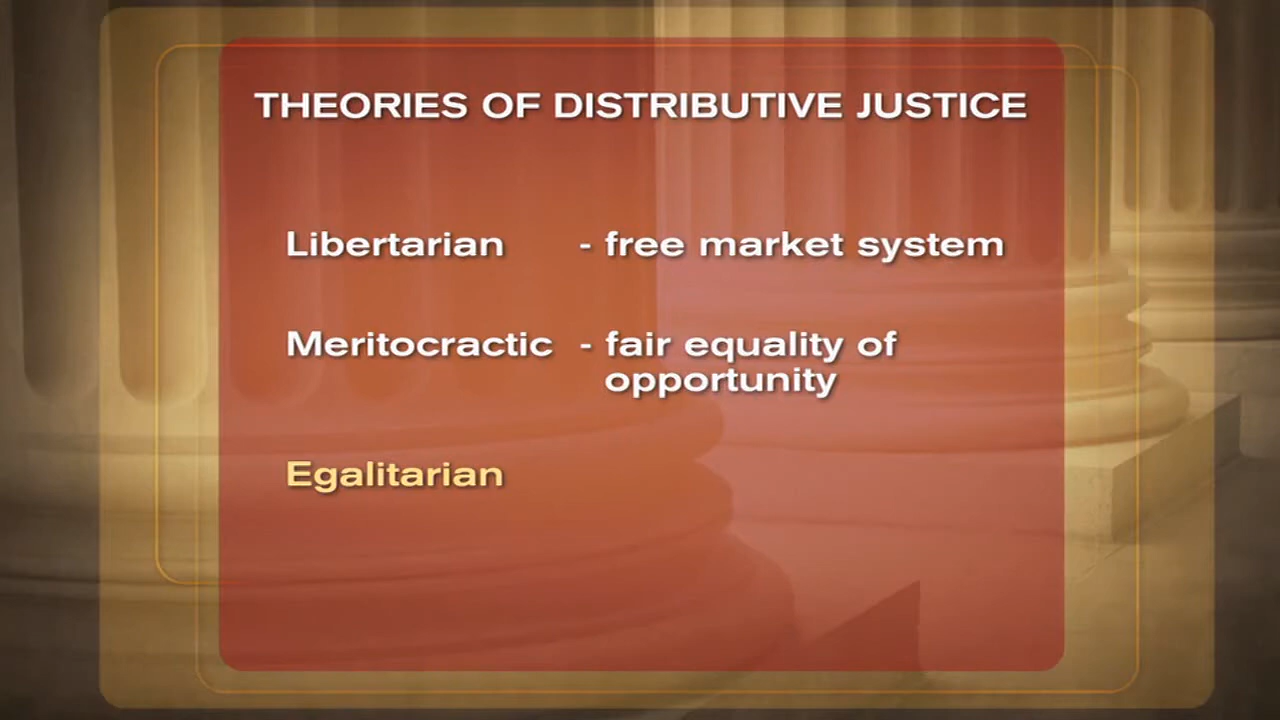 THEORIES OF DISTRIBUTIVE JUSTICE
Libertarian - free market system
Meritocractic - fair equality of
opportunity
Egalitarian